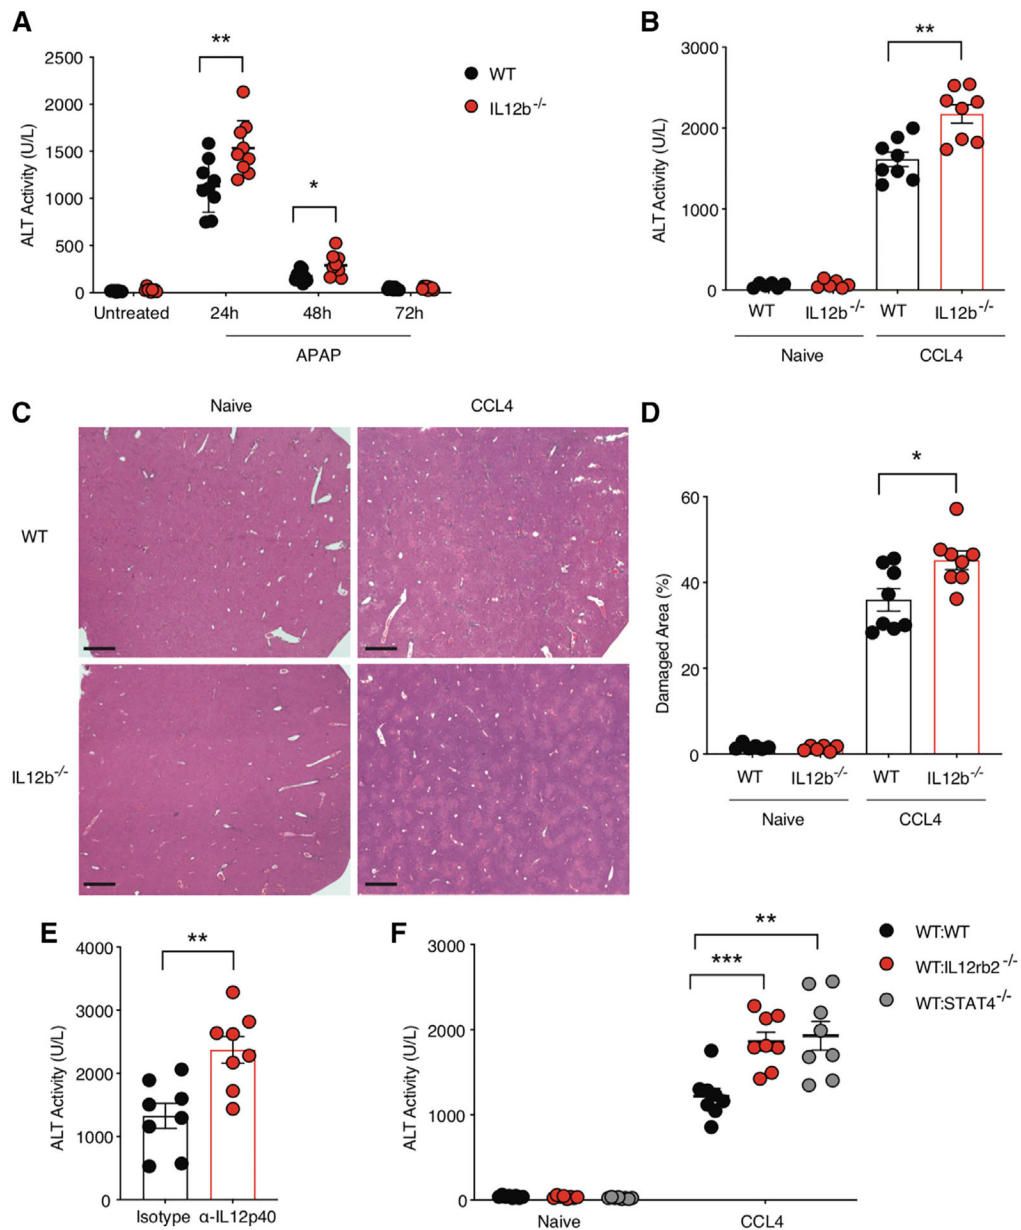 A
**
*
2500
2000
1500
1000
500
0
ALT Activity (U/L)
Untreated 24h 48h 72h
APAP
WT
IL12b-/-
B
**
3000
2000
1000
0
ALT Activity (U/L)
WT IL12b-/- WT IL12b-/-
Naive CCL4
C
Naive CCL4
WT
IL12b-/-
D
*
60
40
20
0
Damaged Area (%)
WT IL12b-/- WT IL12b-/-
Naive CCL4
E
**
4000
3000
2000
1000
0
ALT Activity (U/L)
Isotype α-IL12p40
F
**
***
3000
2000
1000
0
ALT Activity (U/L)
Naive CCL4
WT:WT
WT:IL12rb2-/-
WT:STAT4-/-